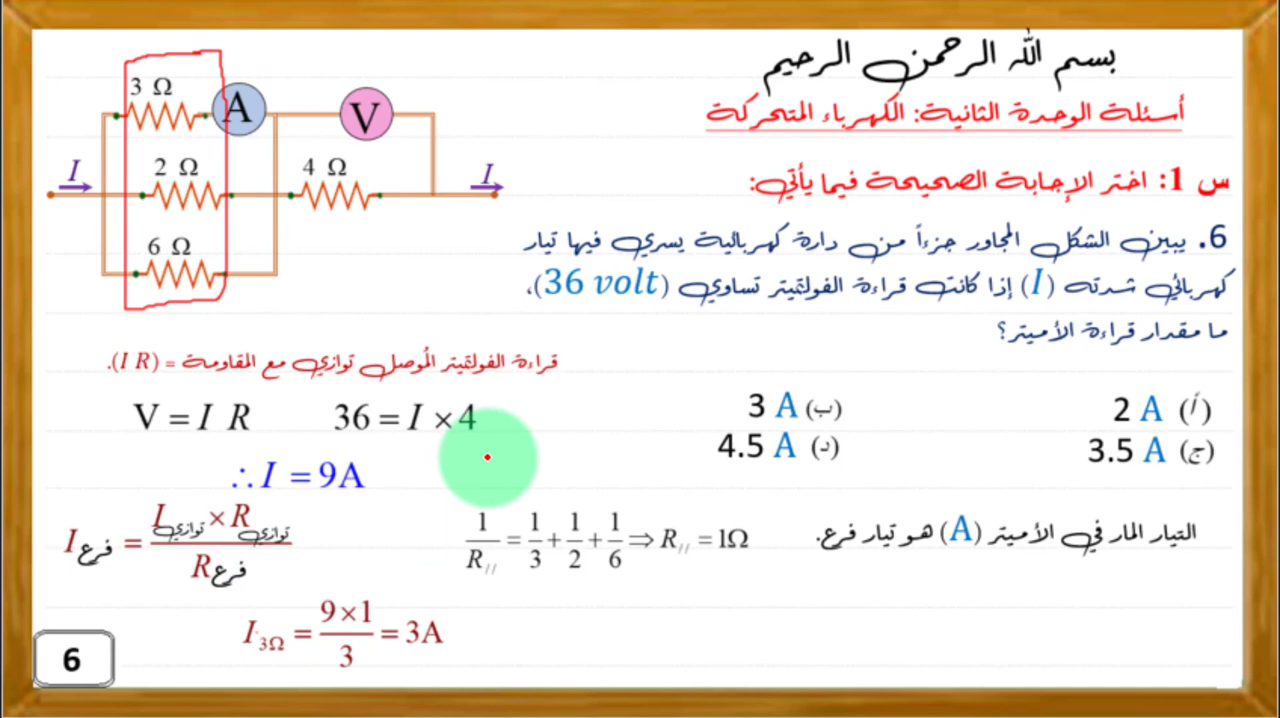 بسم الله الرحمن الرحيم
أسئلة الوحدة الثانية: الكهرباء المتحركة
س 1: اختر الإجابة الصحيحة فيما يأتي:
6. يبين الشكل المجاور جزءاً من دارة كهربائية يسري فيها تيار
كهربائي شدته (I) إذا كانت قراءة الفولتميتر تساوي (36 volt)،
ما مقدار قراءة الأميتر؟
3 Ω
A
V
I
2 Ω
4 Ω
I
6 Ω
قراءة الفولتميتر المُوصل توازي مع المقاومة = (I R).
V = I R 36 = I × 4
∴ I = 9A
(أ) 2 A (ب) 3 A
(ج) 3.5 A (د) 4.5 A
التيار المار في الأميتر (A) هو تيار فرع.
1/R// = 1/3 + 1/2 + 1/6 ⇒ R// = 1Ω
I فرع = I توازي × R توازي / R فرع
I 3Ω = 9×1 / 3 = 3A
6